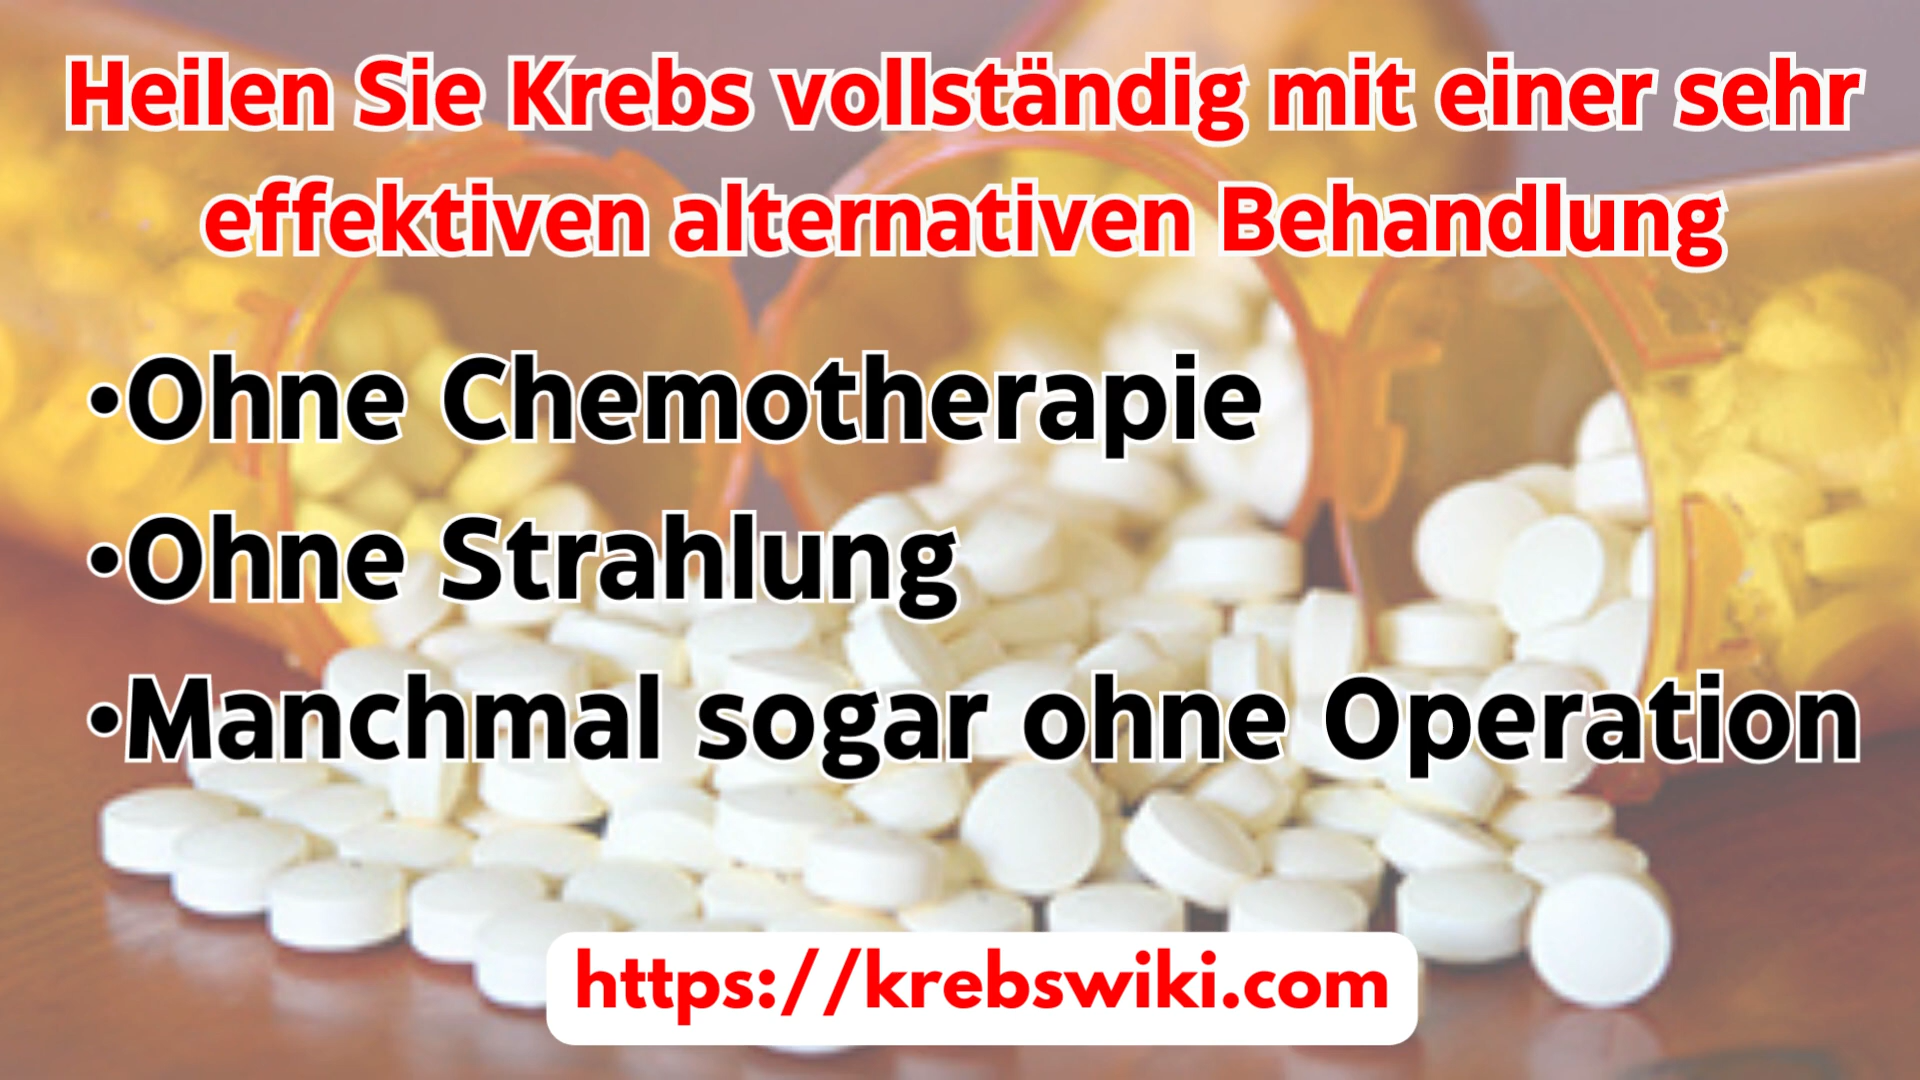 Heilen Sie Krebs vollständig mit einer sehr
effektiven alternativen Behandlung
•Ohne Chemotherapie
•Ohne Strahlung
•Manchmal sogar ohne Operation
https://krebswiki.com